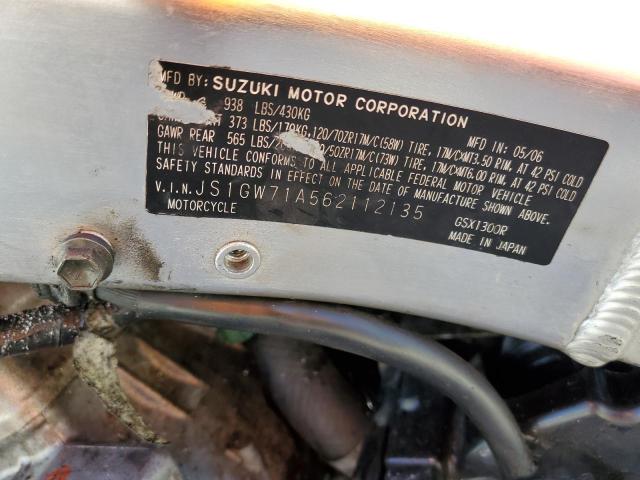 MFD BY: SUZUKI MOTOR CORPORATION MFD IN: 05/06
938 LBS/430KG
373 LBS/170KG,120/70ZR17M/C(58W) TIRE, 17M/CxMT3.50 RIM, AT 42 PSI COLD
GAWR REAR 565 LBS/ /50ZR17M/C(73W) TIRE, 17M/CxMT6.00 RIM, AT 42 PSI COLD
THIS VEHICLE CONFORMS TO ALL APPLICABLE FEDERAL MOTOR VEHICLE
SAFETY STANDARDS IN EFFECT ON THE DATE OF MANUFACTURE SHOWN ABOVE.
V.I.N. JS1GW71A562112135 GSX1300R
MOTORCYCLE MADE IN JAPAN